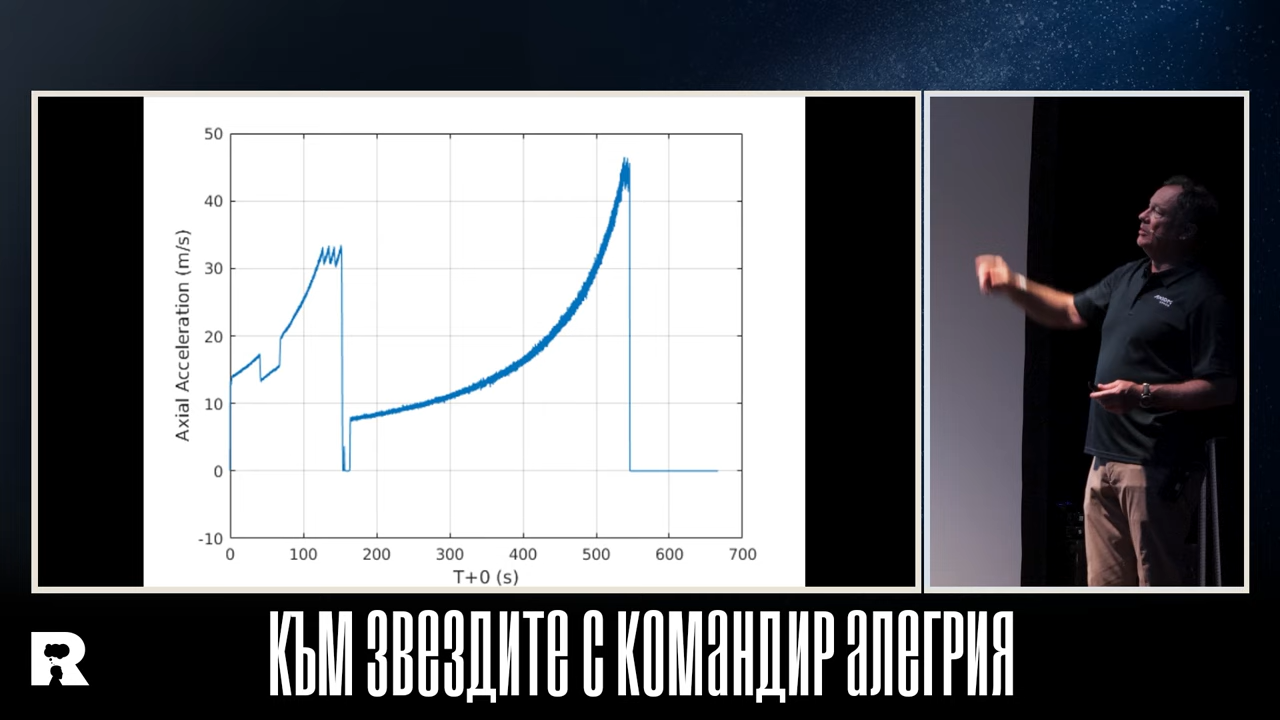 50
40
30
20
10
0
-10
Axial Acceleration (m/s)
0 100 200 300 400 500 600 700
T+0 (s)
AXIOM
R
КЪМ ЗВЕЗДИТЕ С КОМАНДИР АЛЕГРИЯ